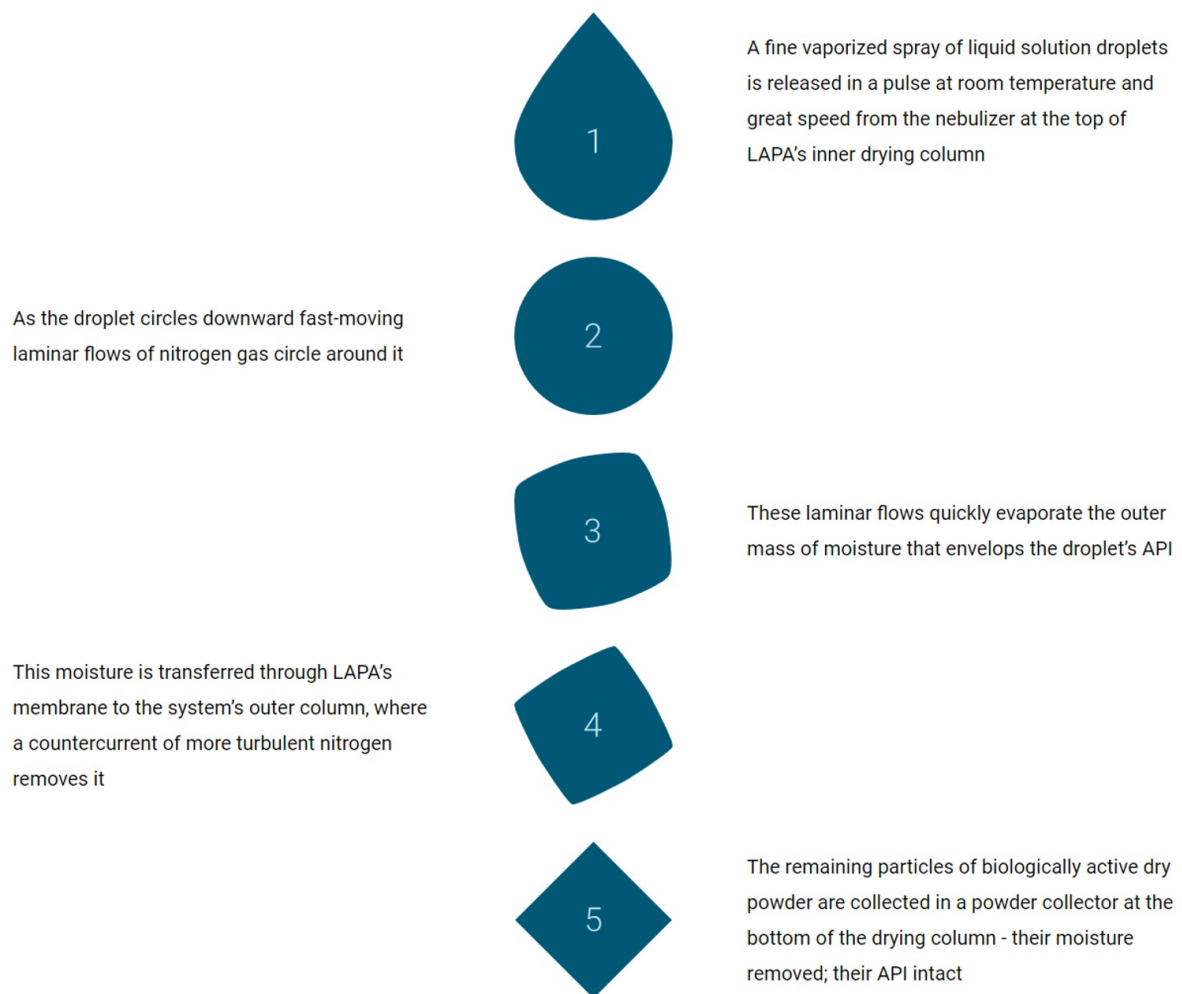 1
A fine vaporized spray of liquid solution droplets
is released in a pulse at room temperature and
great speed from the nebulizer at the top of
LAPA’s inner drying column
2
As the droplet circles downward fast-moving
laminar flows of nitrogen gas circle around it
3
These laminar flows quickly evaporate the outer
mass of moisture that envelops the droplet’s API
4
This moisture is transferred through LAPA’s
membrane to the system’s outer column, where
a countercurrent of more turbulent nitrogen
removes it
5
The remaining particles of biologically active dry
powder are collected in a powder collector at the
bottom of the drying column - their moisture
removed; their API intact